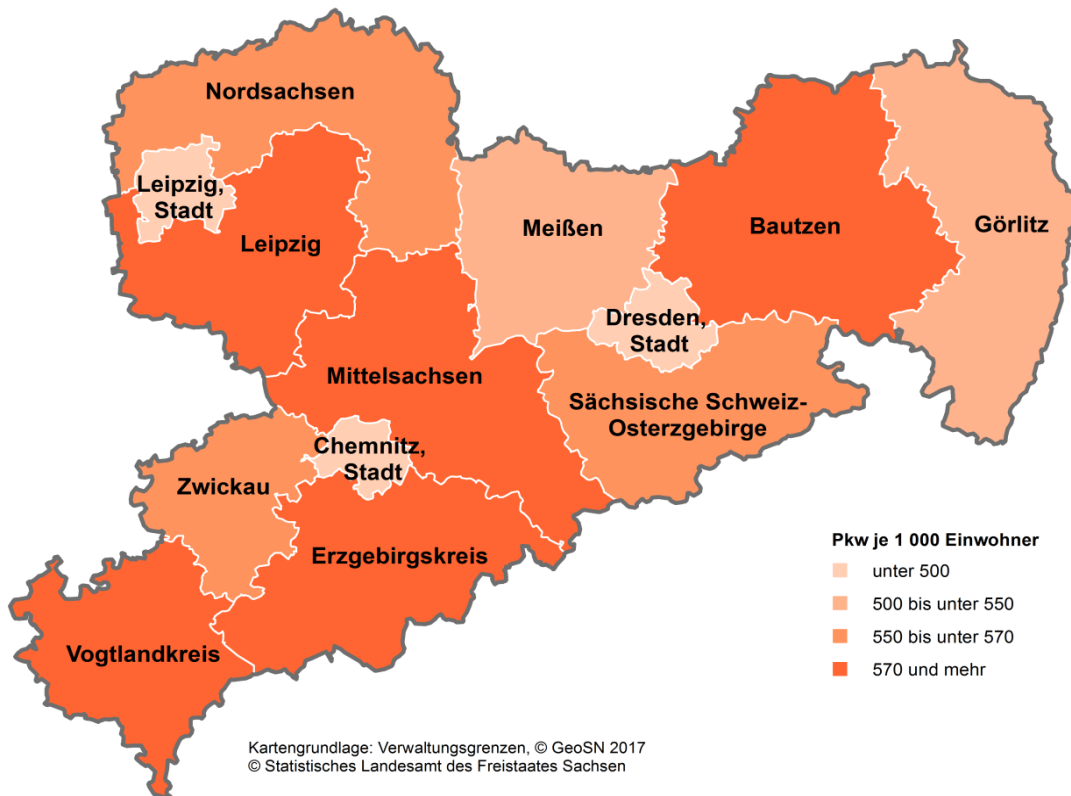 Nordsachsen
Leipzig,
Stadt
Leipzig
Meißen
Bautzen
Görlitz
Dresden,
Stadt
Mittelsachsen
Sächsische Schweiz-
Osterzgebirge
Chemnitz,
Stadt
Zwickau
Erzgebirgskreis
Vogtlandkreis
Pkw je 1 000 Einwohner
unter 500
500 bis unter 550
550 bis unter 570
570 und mehr
Kartengrundlage: Verwaltungsgrenzen, © GeoSN 2017
© Statistisches Landesamt des Freistaates Sachsen